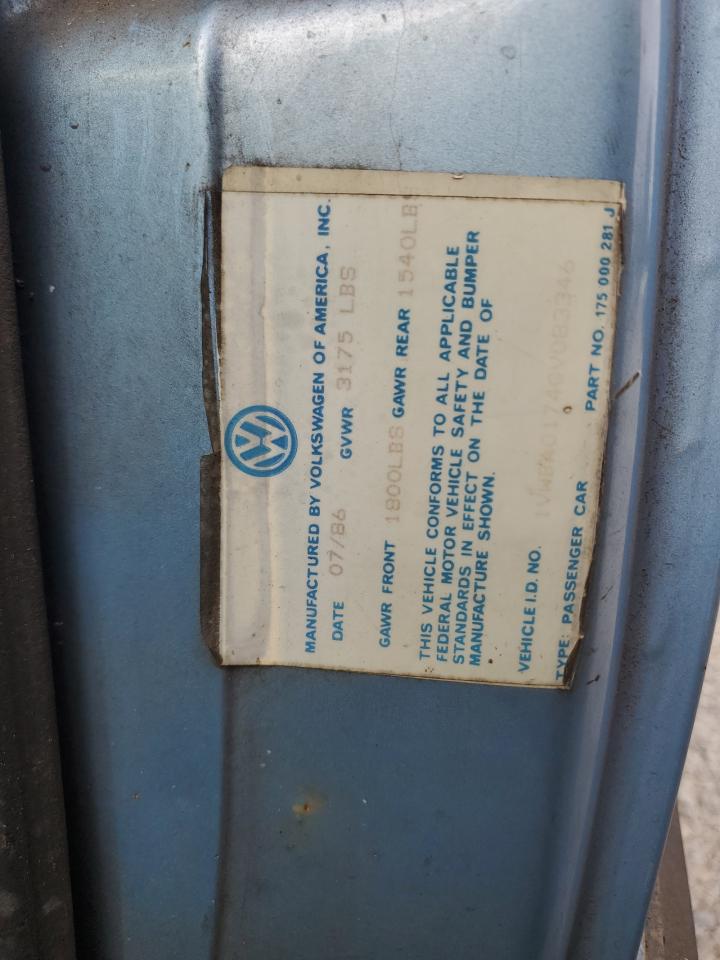 MANUFACTURED BY VOLKSWAGEN OF AMERICA, INC.
DATE 07/86 GVWR 3175 LBS
GAWR FRONT 1800LBS GAWR REAR 1540LB
THIS VEHICLE CONFORMS TO ALL APPLICABLE
FEDERAL MOTOR VEHICLE SAFETY AND BUMPER
STANDARDS IN EFFECT ON THE DATE OF
MANUFACTURE SHOWN.
VEHICLE I.D. NO.
TYPE: PASSENGER CAR PART NO. 175 000 281 J